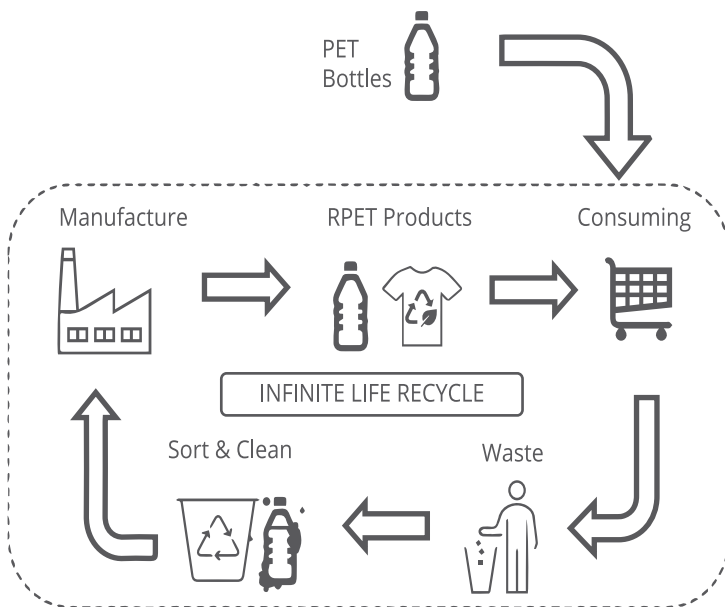 PET
Bottles
Manufacture
RPET Products
Consuming
INFINITE LIFE RECYCLE
Sort & Clean
Waste